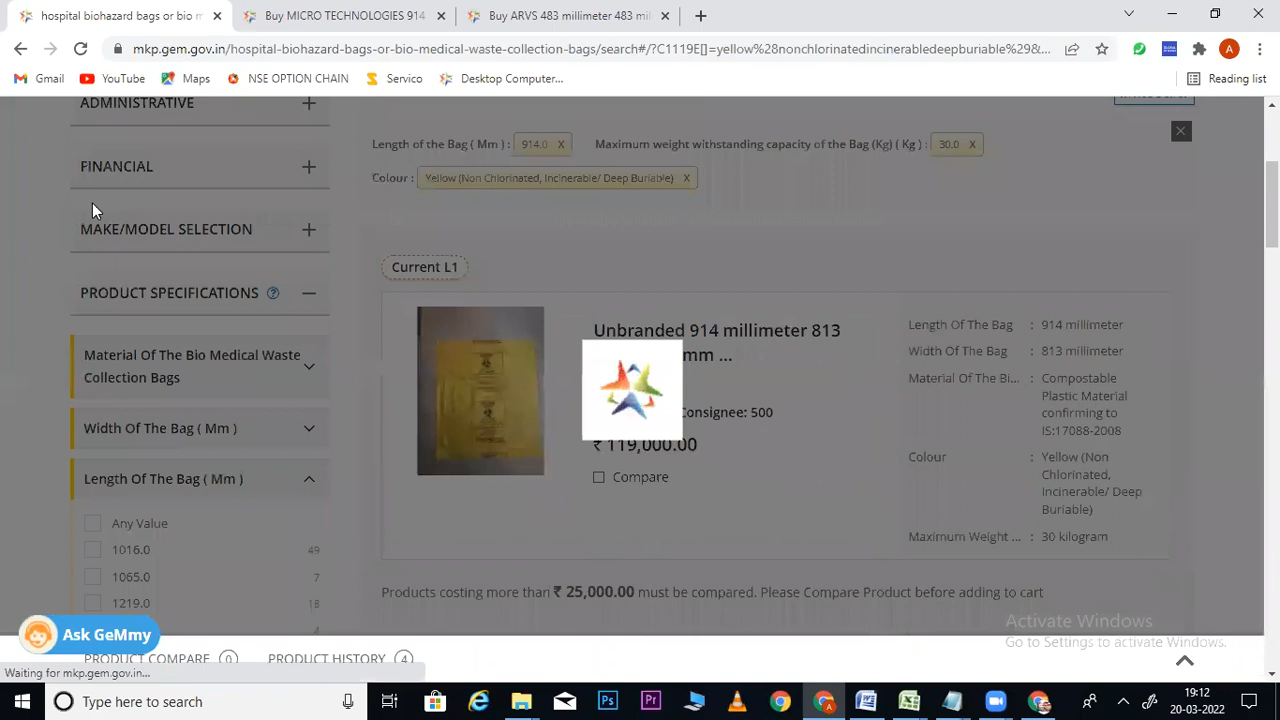 hospital biohazard bags or bio m
Buy MICRO TECHNOLOGIES 914
Buy ARVS 483 millimeter 483 mil
mkp.gem.gov.in/hospital-biohazard-bags-or-bio-medical-waste-collection-bags/search#/?C1119E[]=yellow%28nonchlorinatedincinerabledeepburiable%29&...
A
Gmail
YouTube
Maps
NSE OPTION CHAIN
Servico
Desktop Computer...
Reading list
ADMINISTRATIVE
FINANCIAL
MAKE/MODEL SELECTION
PRODUCT SPECIFICATIONS ?
Material Of The Bio Medical Waste
Collection Bags
Width Of The Bag ( Mm )
Length Of The Bag ( Mm )
Any Value
1016.0 49
1065.0 7
1219.0 18
Length of the Bag ( Mm ) : 914.0 X Maximum weight withstanding capacity of the Bag (Kg) ( Kg ) : 30.0 X
Colour : Yellow (Non Chlorinated, Incinerable/ Deep Buriable) X
Current L1
Unbranded 914 millimeter 813
mm ...
Consignee: 500
₹ 119,000.00
Compare
Length Of The Bag : 914 millimeter
Width Of The Bag : 813 millimeter
Material Of The Bi... : Compostable
Plastic Material
confirming to
IS:17088-2008
Colour : Yellow (Non
Chlorinated,
Incinerable/ Deep
Buriable)
Maximum Weight ... : 30 kilogram
Products costing more than ₹ 25,000.00 must be compared. Please Compare Product before adding to cart
Activate Windows
Go to Settings to activate Windows.
Ask GeMmy
PRODUCT COMPARE 0
PRODUCT HISTORY 4
Waiting for mkp.gem.gov.in...
Type here to search
19:12
20-03-2022